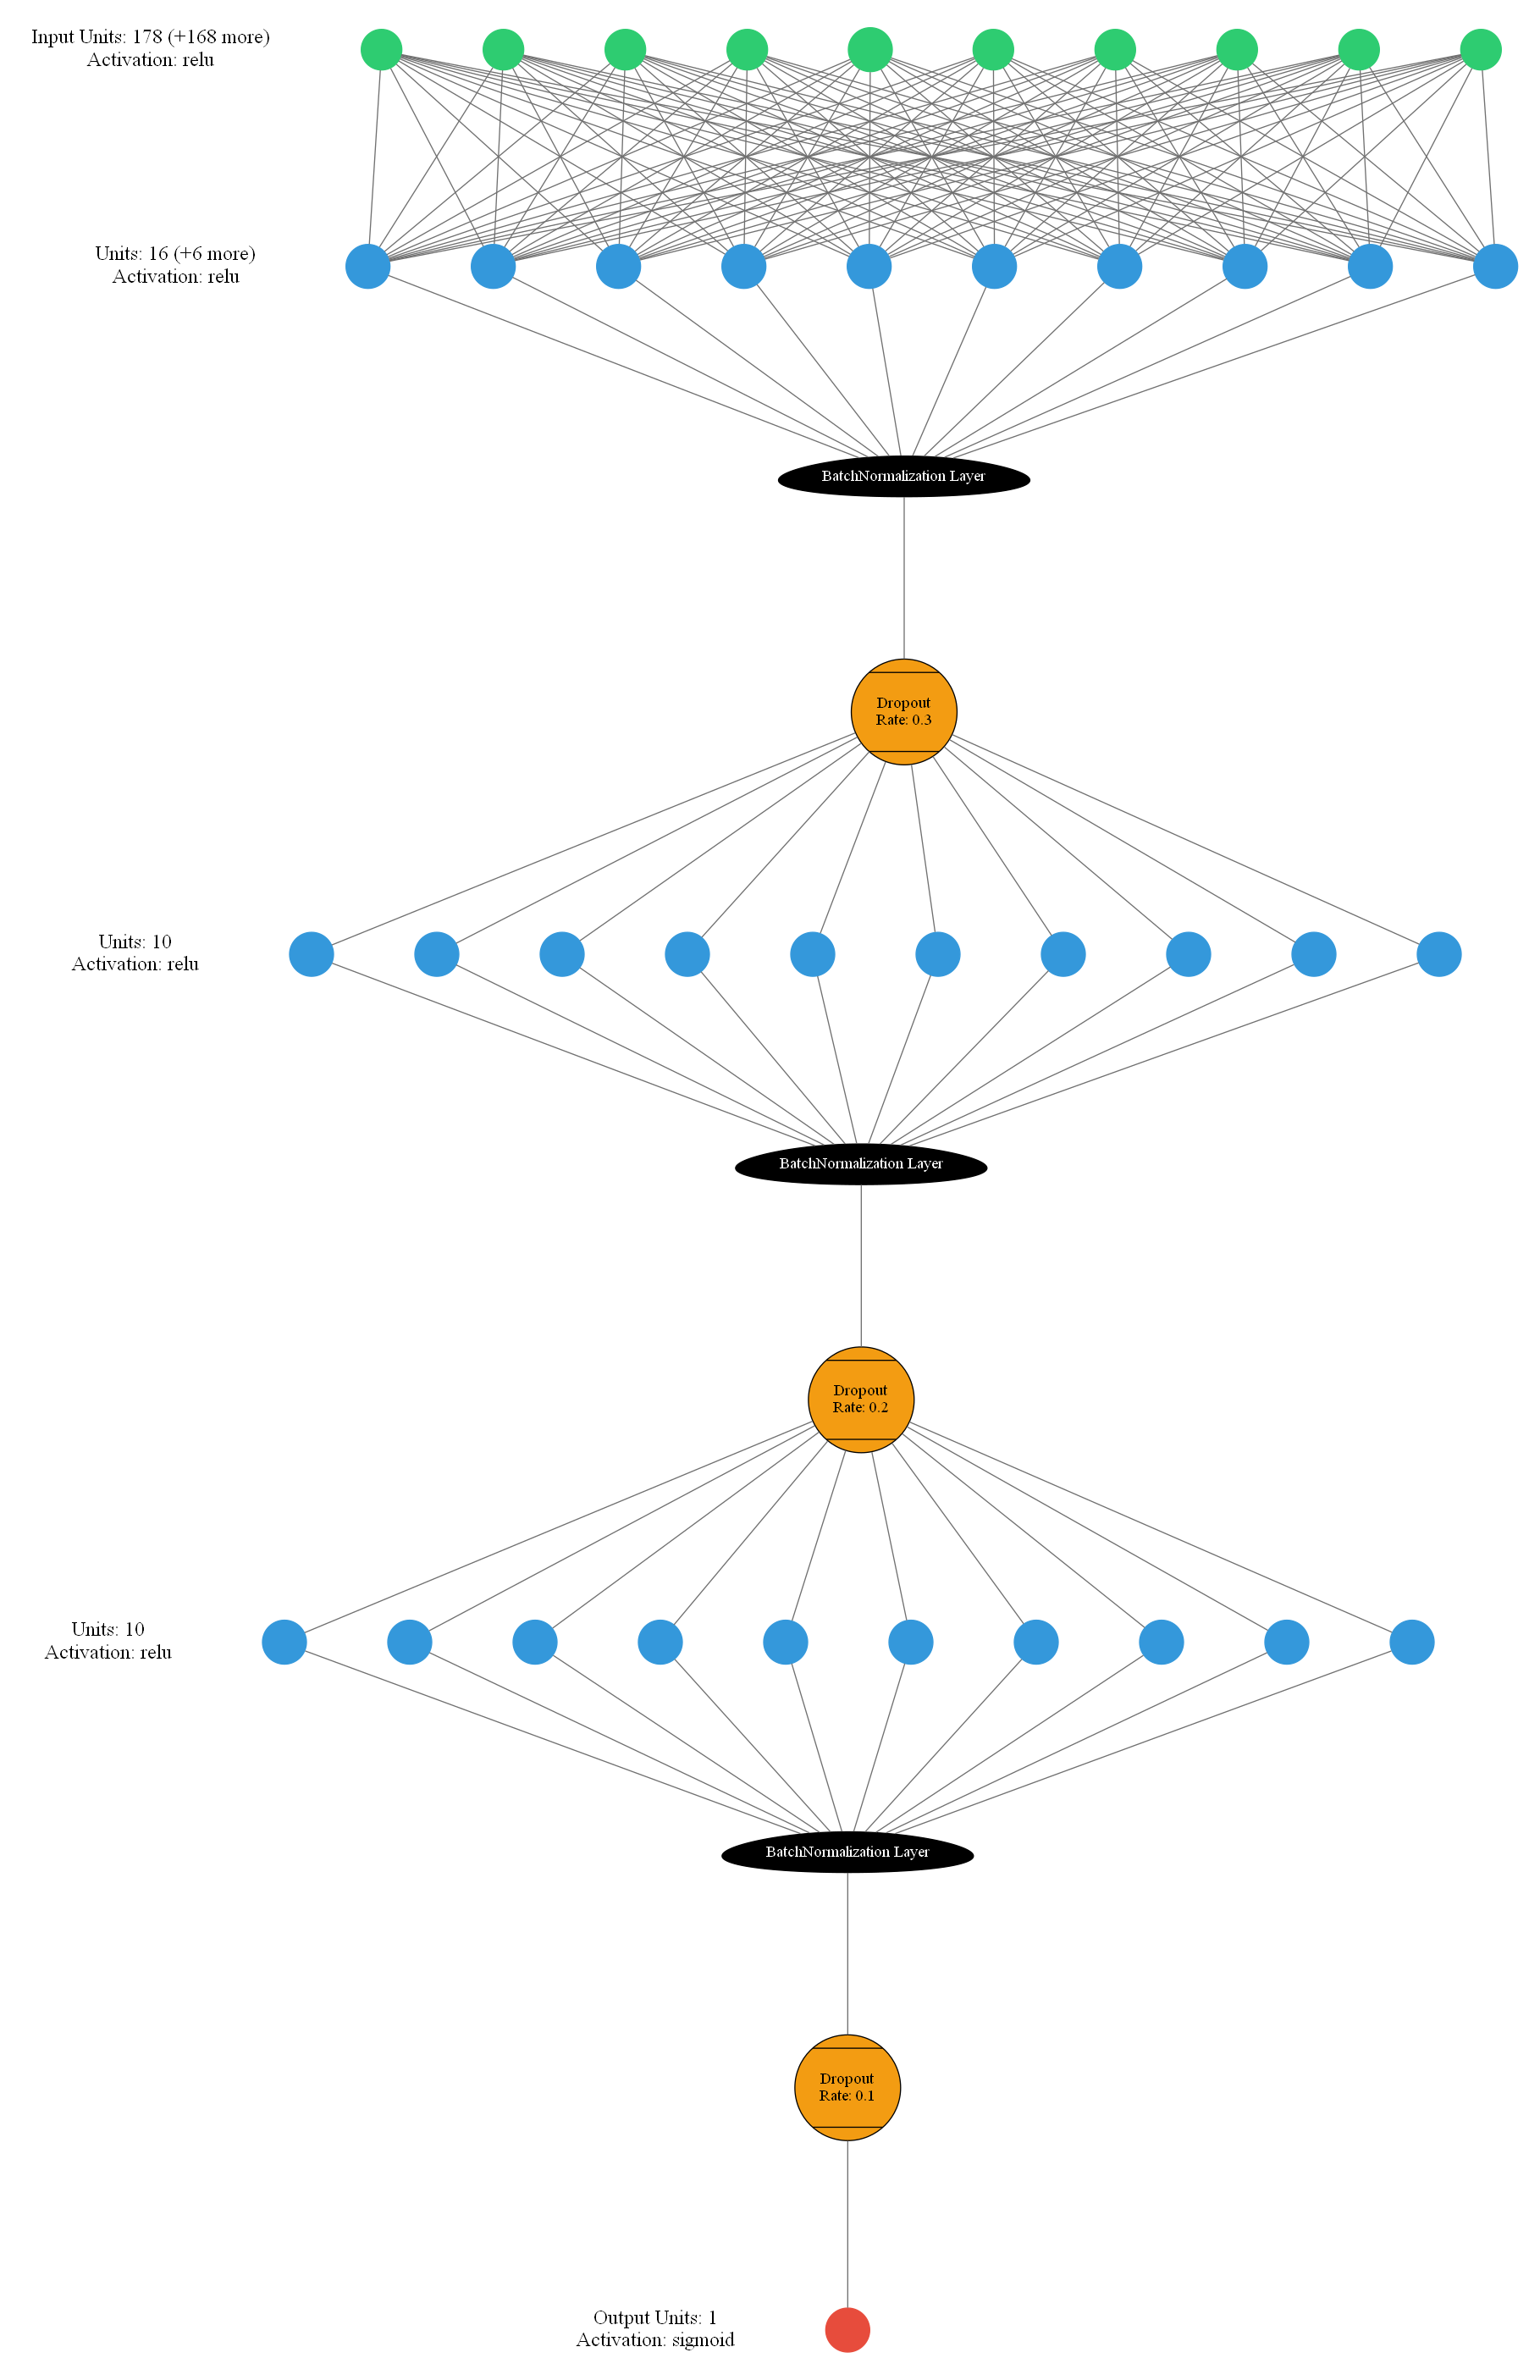 Input Units: 178 (+168 more)
Activation: relu
Units: 16 (+6 more)
Activation: relu
BatchNormalization Layer
Dropout
Rate: 0.3
Units: 10
Activation: relu
BatchNormalization Layer
Dropout
Rate: 0.2
Units: 10
Activation: relu
BatchNormalization Layer
Dropout
Rate: 0.1
Output Units: 1
Activation: sigmoid